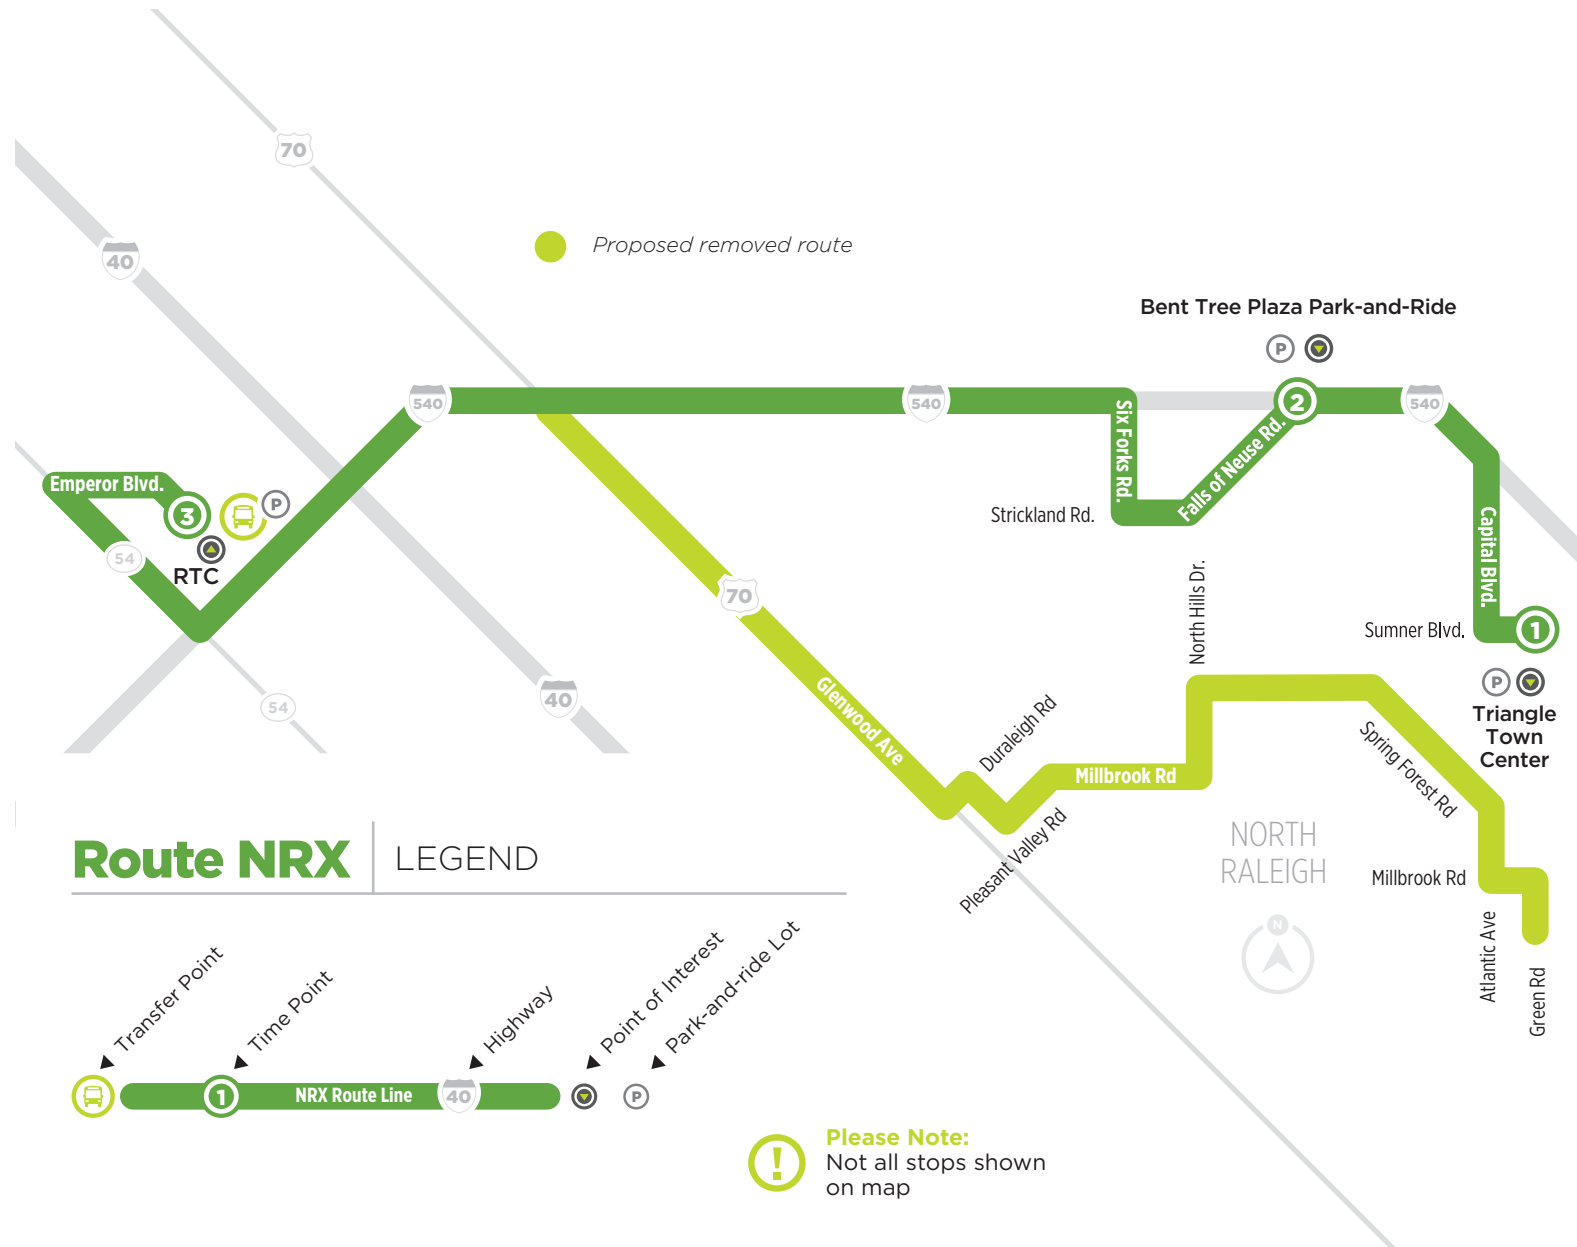 70
40
Proposed removed route
Bent Tree Plaza Park-and-Ride
P
2
540
540
540
Six Forks Rd.
Falls of Neuse Rd.
Strickland Rd.
Capital Blvd.
Sumner Blvd.
1
P
Triangle
Town
Center
Emperor Blvd.
3
P
54
RTC
54
40
70
Glenwood Ave
Duraleigh Rd
Pleasant Valley Rd
Millbrook Rd
North Hills Dr.
Spring Forest Rd
Millbrook Rd
Atlantic Ave
Green Rd
NORTH
RALEIGH
N
Route NRX
LEGEND
Transfer Point
Time Point
Highway
Point of Interest
Park-and-ride Lot
1
NRX Route Line
40
P
!
Please Note:
Not all stops shown
on map